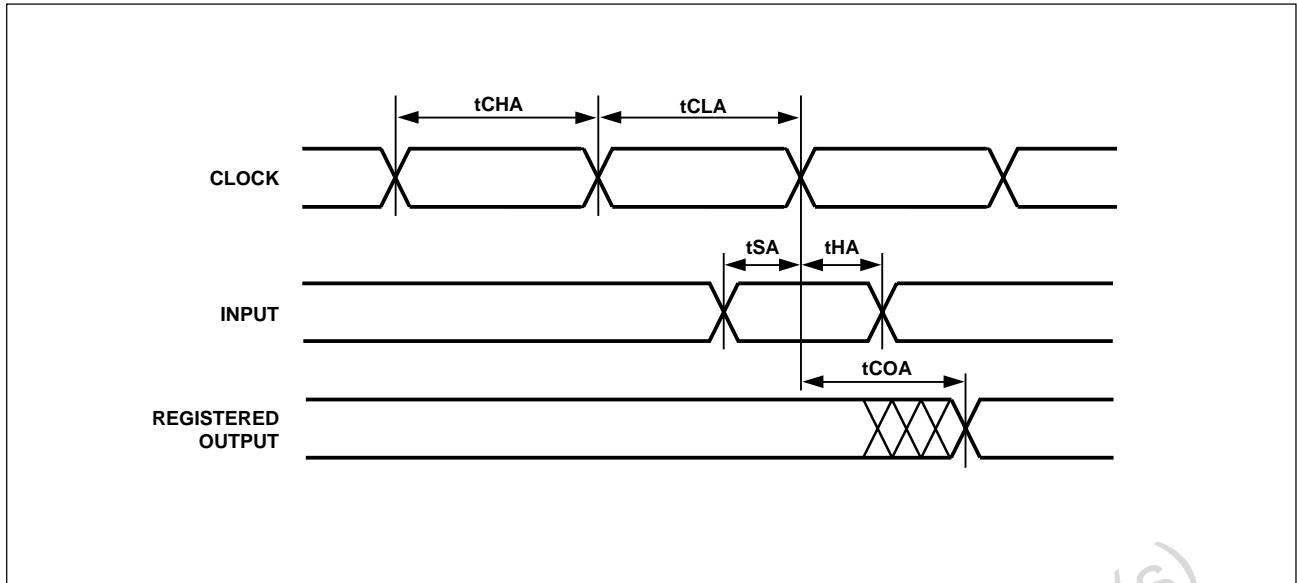 tCHA tCLA
CLOCK
tSA tHA
INPUT
tCOA
REGISTERED
OUTPUT
(s)